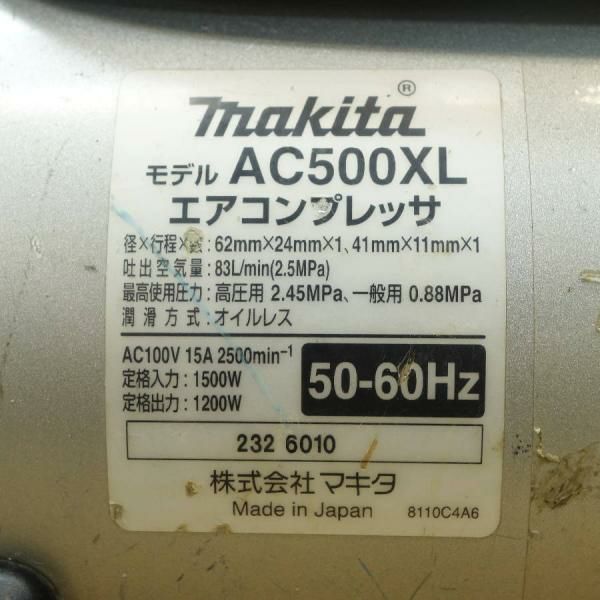 makita®
モデル AC500XL
エアコンプレッサ
径×行程×数:62mm×24mm×1、41mm×11mm×1
吐出空気量:83L/min(2.5MPa)
最高使用圧力:高圧用 2.45MPa、一般用 0.88MPa
潤滑方式:オイルレス
AC100V 15A 2500min⁻¹
定格入力:1500W
定格出力:1200W
50-60Hz
232 6010
株式会社 マキタ
Made in Japan 8110C4A6